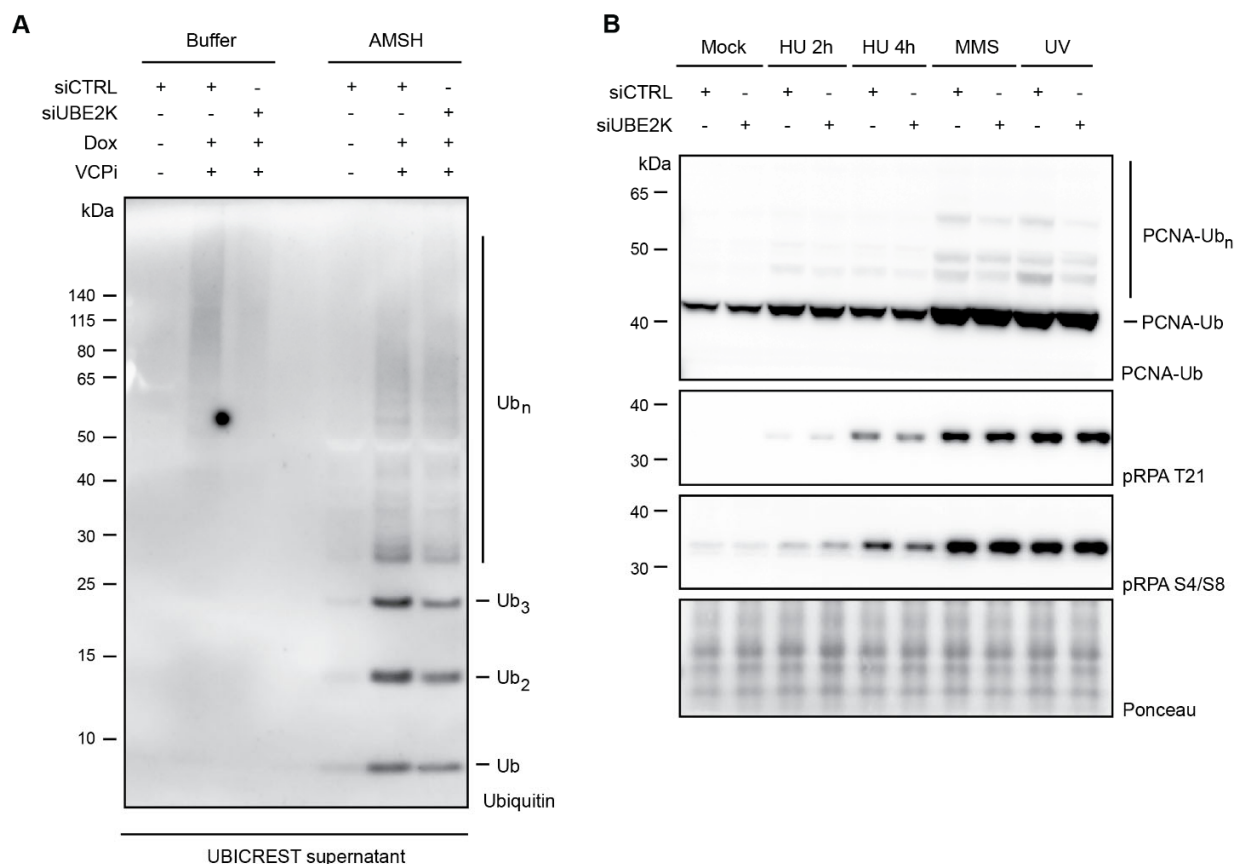 A
Buffer AMSH
siCTRL + + - + + -
siUBE2K - - + - - +
Dox - + + - + +
VCPi - + + - + +
kDa
140
115
80
65
50
40
30
25
15
10
Ubn
Ub3
Ub2
Ub
Ubiquitin
UBICREST supernatant
B
Mock HU 2h HU 4h MMS UV
siCTRL + - + - + - + - + -
siUBE2K - + - + - + - + - +
kDa
65
50
40
PCNA-Ubn
PCNA-Ub
PCNA-Ub
40
30
pRPA T21
40
30
pRPA S4/S8
Ponceau